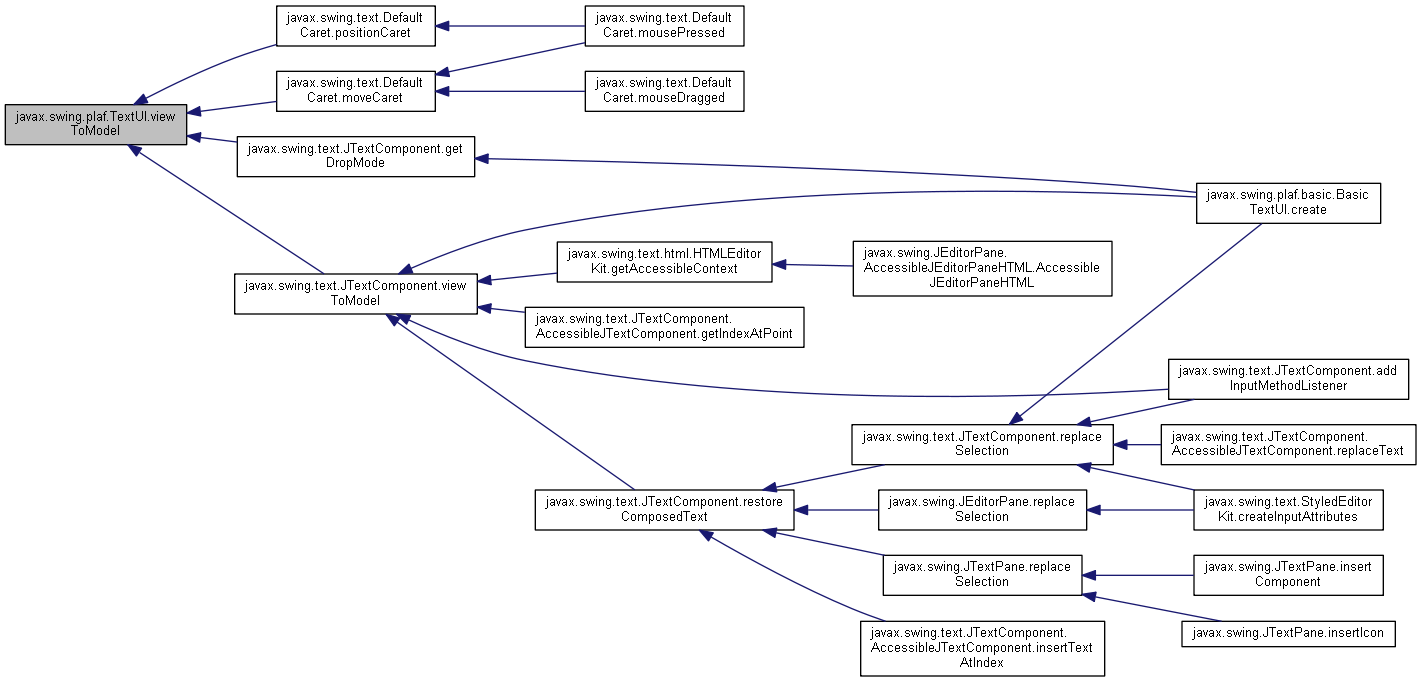 javax.swing.text.Default
Caret.positionCaret
javax.swing.text.Default
Caret.mousePressed
javax.swing.text.Default
Caret.moveCaret
javax.swing.text.Default
Caret.mouseDragged
javax.swing.plaf.TextUI.view
ToModel
javax.swing.text.JTextComponent.get
DropMode
javax.swing.plaf.basic.Basic
TextUI.create
javax.swing.text.JTextComponent.view
ToModel
javax.swing.text.html.HTMLEditor
Kit.getAccessibleContext
javax.swing.JEditorPane.
AccessibleJEditorPaneHTML.Accessible
JEditorPaneHTML
javax.swing.text.JTextComponent.
AccessibleJTextComponent.getIndexAtPoint
javax.swing.text.JTextComponent.add
InputMethodListener
javax.swing.text.JTextComponent.replace
Selection
javax.swing.text.JTextComponent.
AccessibleJTextComponent.replaceText
javax.swing.text.JTextComponent.restore
ComposedText
javax.swing.JEditorPane.replace
Selection
javax.swing.text.StyledEditor
Kit.createInputAttributes
javax.swing.JTextPane.replace
Selection
javax.swing.JTextPane.insert
Component
javax.swing.JTextPane.insertIcon
javax.swing.text.JTextComponent.
AccessibleJTextComponent.insertText
AtIndex